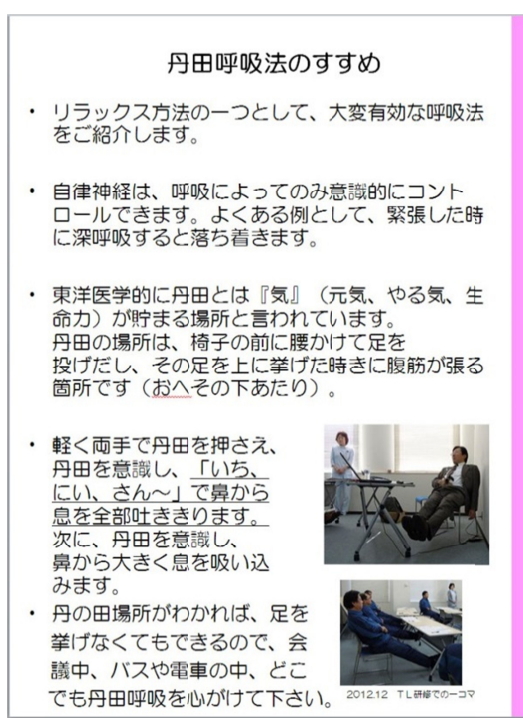 丹田呼吸法のすすめ
・ リラックス方法の一つとして、大変有効な呼吸法
をご紹介します。
・ 自律神経は、呼吸によってのみ意識的にコント
ロールできます。よくある例として、緊張した時
に深呼吸すると落ち着きます。
・ 東洋医学的に丹田とは『気』（元気、やる気、生
命力）が貯まる場所と言われています。
丹田の場所は、椅子の前に腰かけて足を
投げだし、その足を上に挙げた時きに腹筋が張る
箇所です（おへその下あたり）。
・ 軽く両手で丹田を押さえ、
丹田を意識し、「いち、
にい、さん～」で鼻から
息を全部吐ききります。
次に、丹田を意識し、
鼻から大きく息を吸い込
みます。
・ 丹の田場所がわかれば、足を
挙げなくてもできるので、会
議中、バスや電車の中、どこ
でも丹田呼吸を心がけて下さい。
2012.12 ＴＬ研修での一コマ